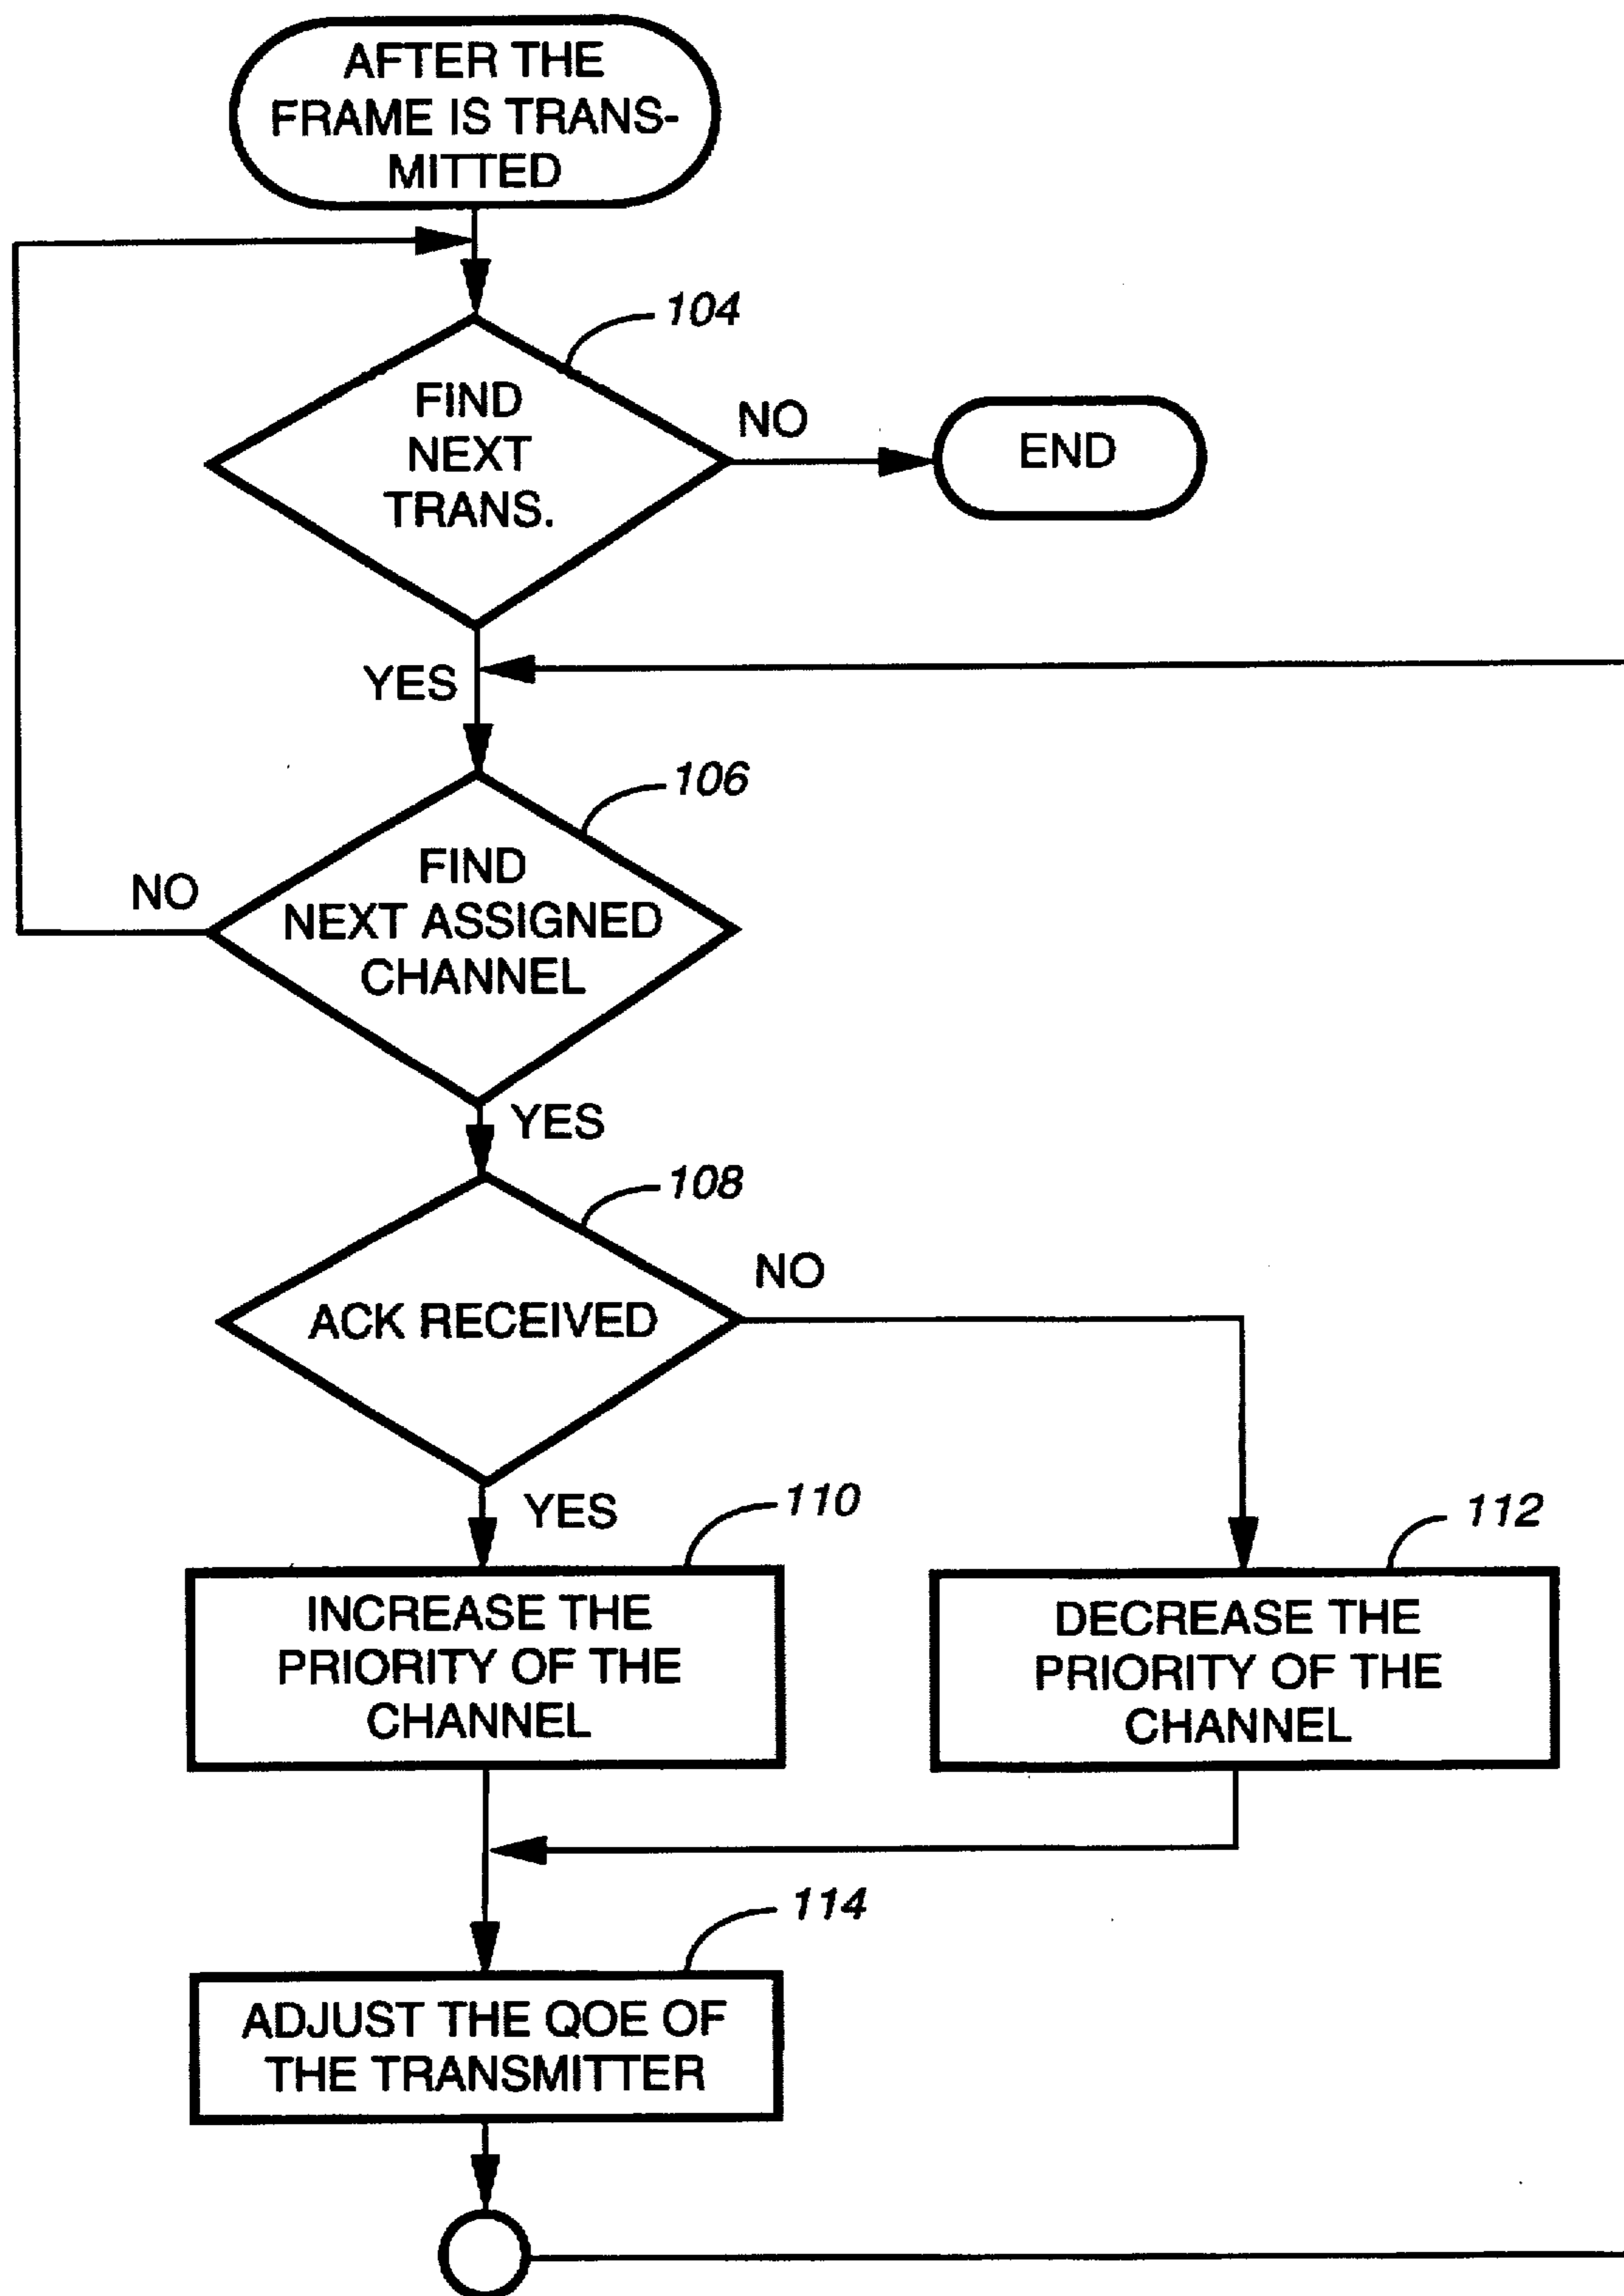 AFTER THE
FRAME IS TRANS-
MITTED
104
FIND
NEXT
TRANS.
NO
END
YES
106
FIND
NEXT ASSIGNED
CHANNEL
NO
YES
108
ACK RECEIVED
NO
YES
110
INCREASE THE
PRIORITY OF THE
CHANNEL
112
DECREASE THE
PRIORITY OF THE
CHANNEL
114
ADJUST THE QOE OF
THE TRANSMITTER